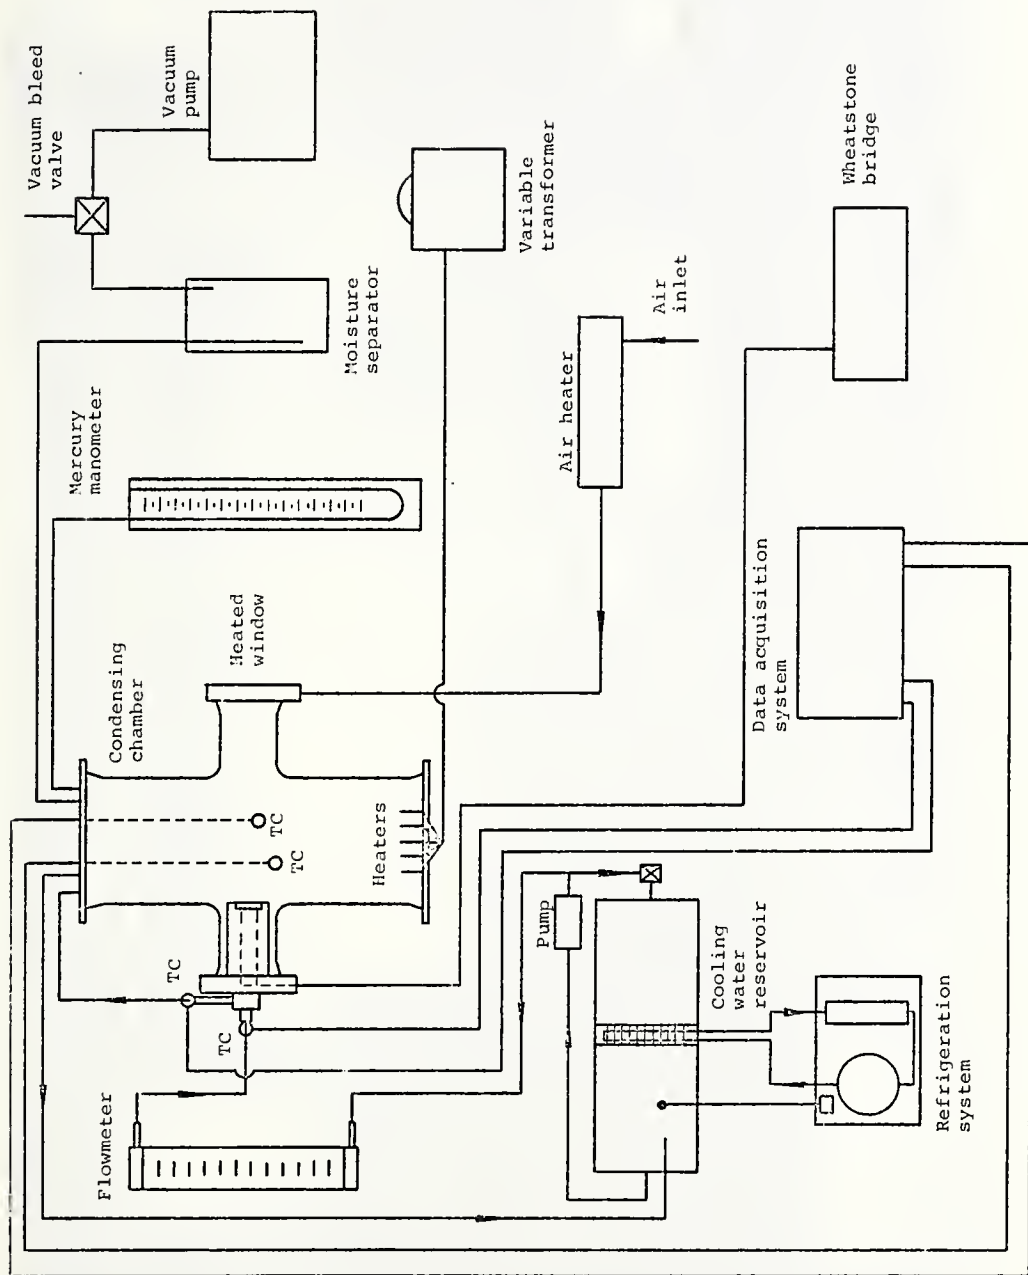 Vacuum bleed
valve
Vacuum
pump
Moisture
separator
Mercury
manometer
Variable
transformer
Air
inlet
Air heater
Wheatstone
bridge
Condensing
chamber
Heated
window
TC
TC
Heaters
Data acquisition
system
TC
TC
Flowmeter
Pump
Cooling
water
reservoir
Refrigeration
system